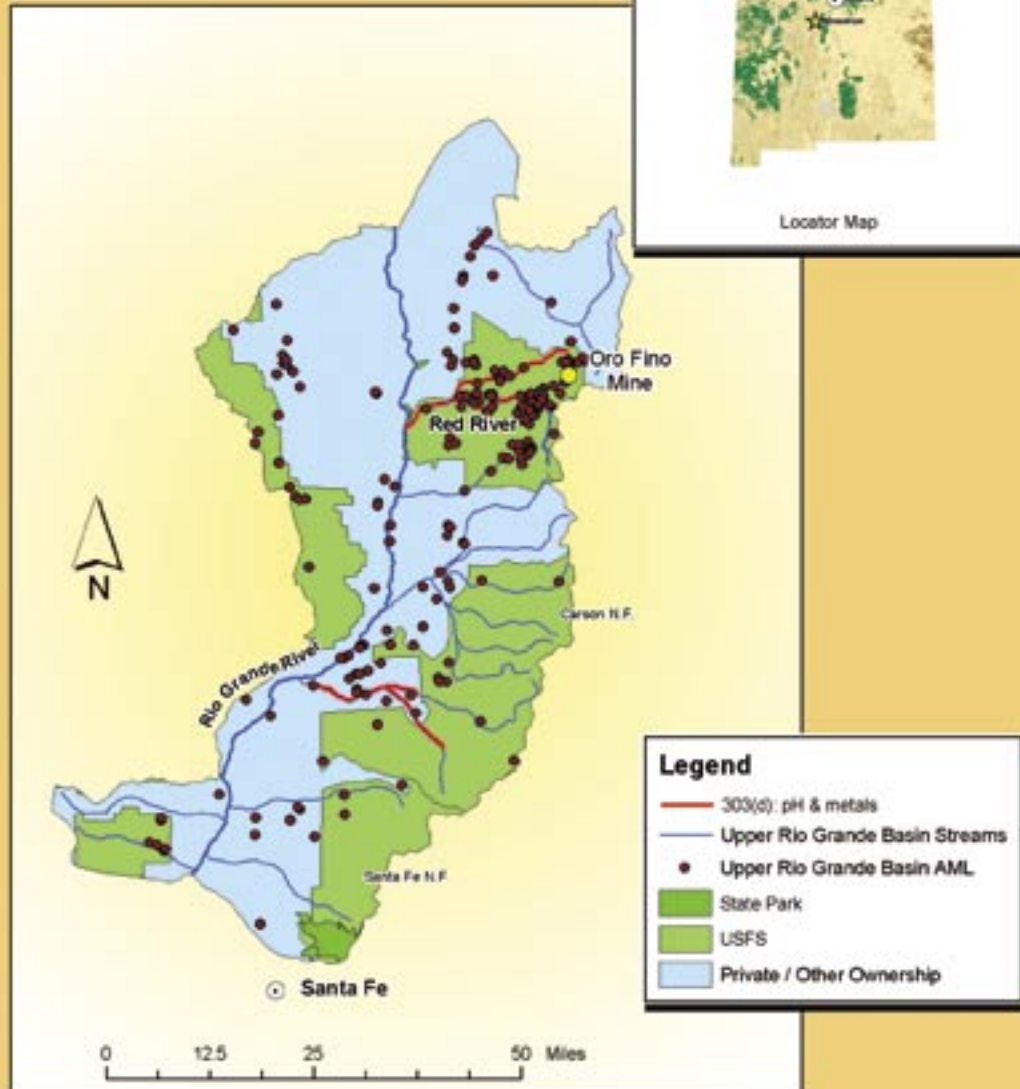 Locator Map
Oro Fino
Mine
Red River
N
Carson N.F.
Rio Grande River
Santa Fe N.F.
Santa Fe
0 12.5 25 50 Miles
Legend
303(d): pH & metals
Upper Rio Grande Basin Streams
Upper Rio Grande Basin AML
State Park
USFS
Private / Other Ownership